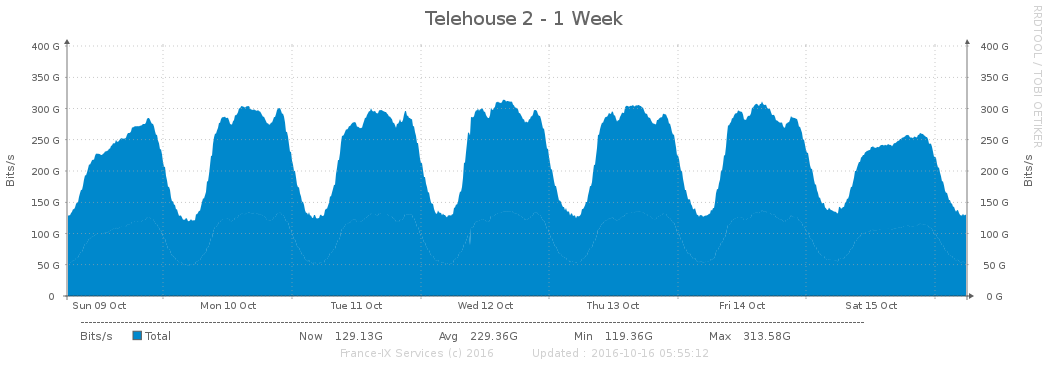 Telehouse 2 - 1 Week
RRDTOOL / TOBI OETIKER
400 G 400 G
350 G 350 G
300 G 300 G
250 G 250 G
200 G 200 G
150 G 150 G
100 G 100 G
50 G 50 G
0 0 G
Bits/s Bits/s
Sun 09 Oct Mon 10 Oct Tue 11 Oct Wed 12 Oct Thu 13 Oct Fri 14 Oct Sat 15 Oct
Bits/s Total Now 129.13G Avg 229.36G Min 119.36G Max 313.58G
France-IX Services (c) 2016 Updated : 2016-10-16 05:55:12